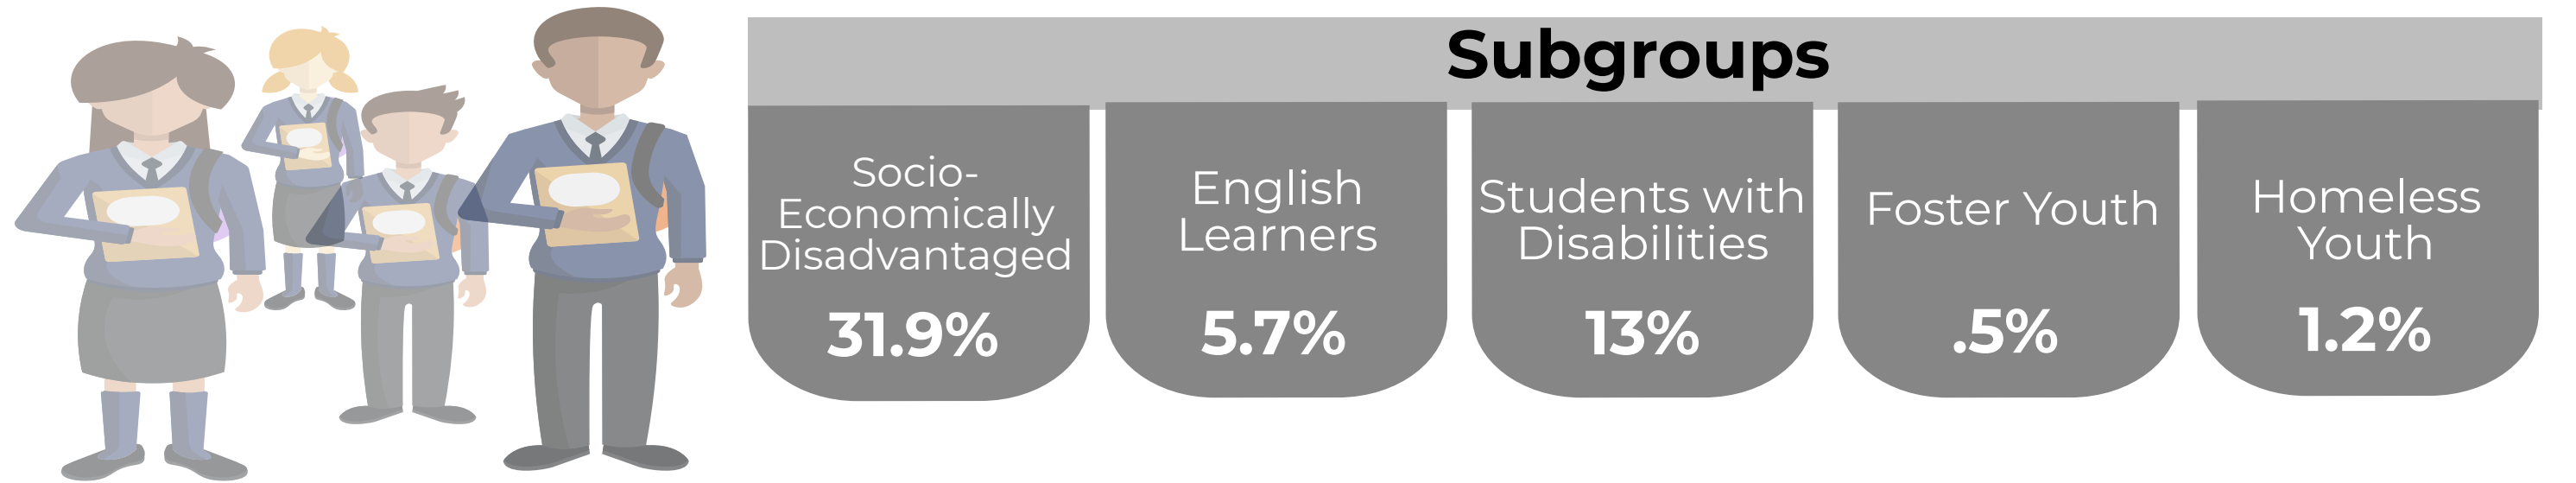 Subgroups
Socio-
Economically
Disadvantaged
31.9%
English
Learners
5.7%
Students with
Disabilities
13%
Foster Youth
.5%
Homeless
Youth
1.2%